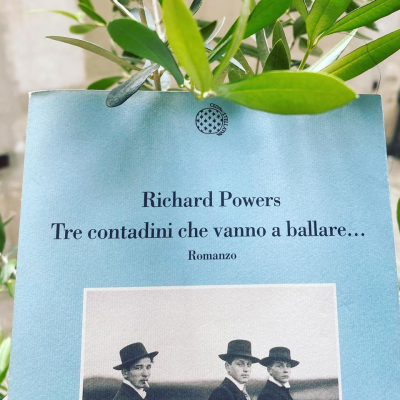 Richard Powers
Tre contadini che vanno a ballare...
Romanzo